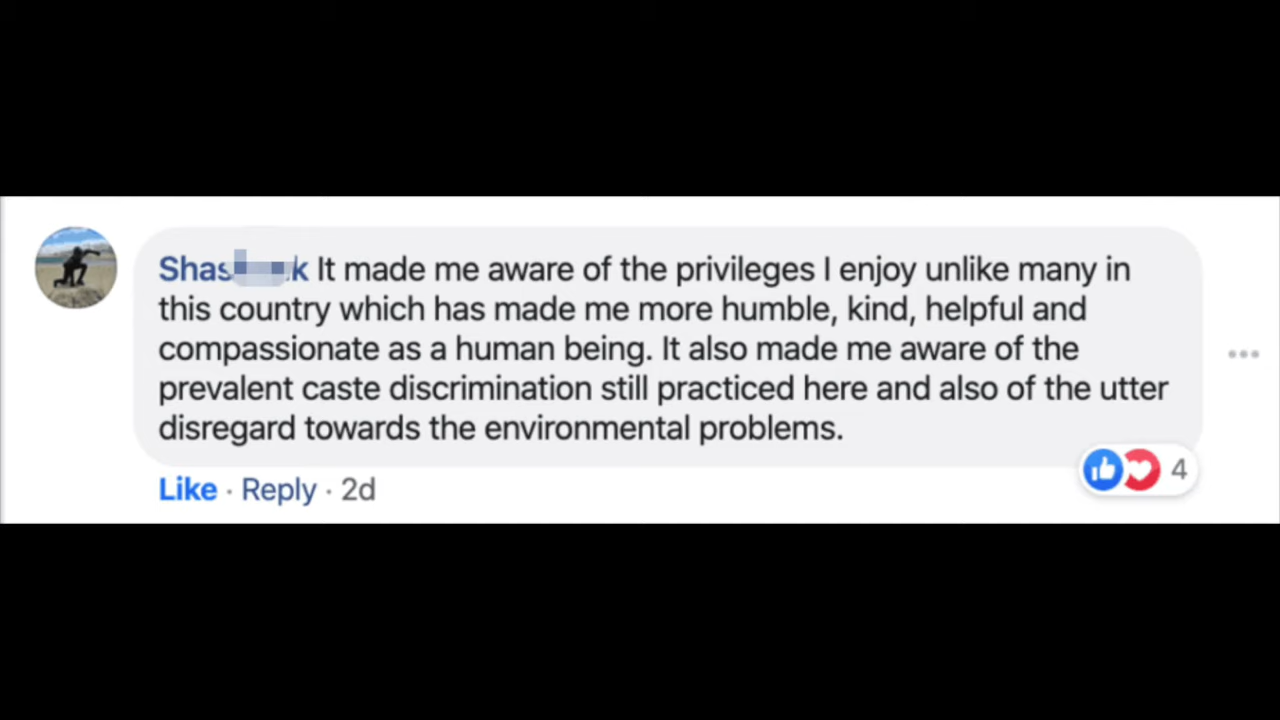 It made me aware of the privileges I enjoy unlike many in
this country which has made me more humble, kind, helpful and
compassionate as a human being. It also made me aware of the
prevalent caste discrimination still practiced here and also of the utter
disregard towards the environmental problems.
Like · Reply · 2d
4